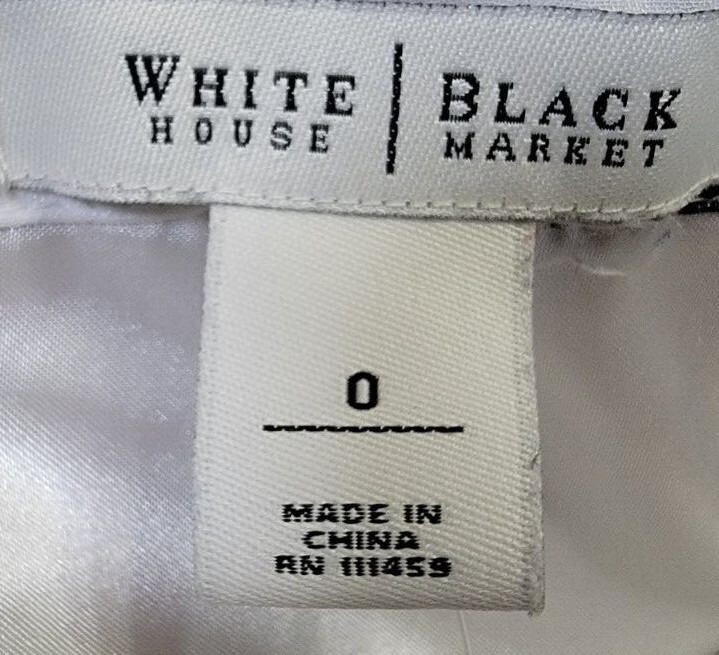 WHITE | BLACK
HOUSE | MARKET
0
MADE IN
CHINA
RN 111459